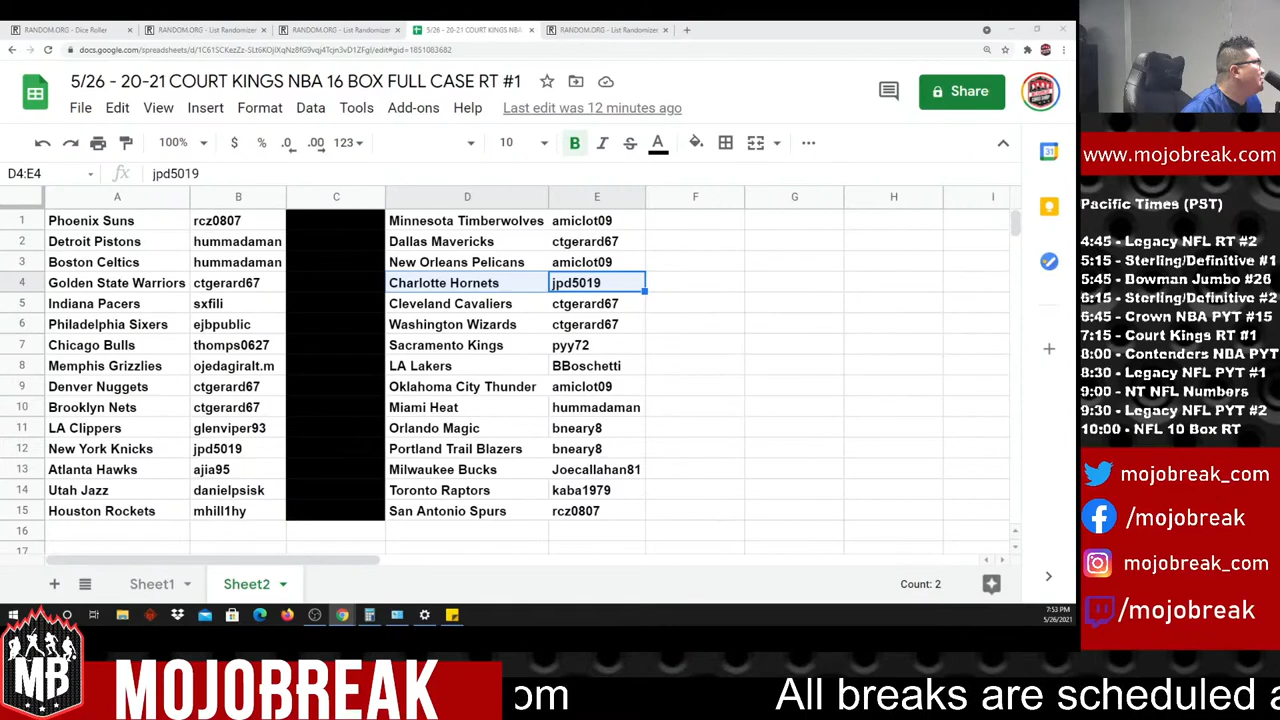 RANDOM.ORG - Dice Roller
RANDOM.ORG - List Randomizer
RANDOM.ORG - List Randomizer
5/26 - 20-21 COURT KINGS NBA
RANDOM.ORG - List Randomizer
5/26 - 20-21 COURT KINGS NBA 16 BOX FULL CASE RT #1
File Edit View Insert Format Data Tools Add-ons Help Last edit was 12 minutes ago
Share
100% $ % .0 .00 123 10 B I S A
D4:E4 fx jpd5019
A B C D E F G H I
1 Phoenix Suns rcz0807 Minnesota Timberwolves amiclot09
2 Detroit Pistons hummadaman Dallas Mavericks ctgerard67
3 Boston Celtics hummadaman New Orleans Pelicans amiclot09
4 Golden State Warriors ctgerard67 Charlotte Hornets jpd5019
5 Indiana Pacers sxfili Cleveland Cavaliers ctgerard67
6 Philadelphia Sixers ejbpublic Washington Wizards ctgerard67
7 Chicago Bulls thomps0627 Sacramento Kings pyy72
8 Memphis Grizzlies ojedagiralt.m LA Lakers BBoschetti
9 Denver Nuggets ctgerard67 Oklahoma City Thunder amiclot09
10 Brooklyn Nets ctgerard67 Miami Heat hummadaman
11 LA Clippers glenviper93 Orlando Magic bneary8
12 New York Knicks jpd5019 Portland Trail Blazers bneary8
13 Atlanta Hawks ajia95 Milwaukee Bucks Joecallahan81
14 Utah Jazz danielpsisk Toronto Raptors kaba1979
15 Houston Rockets mhill1hy San Antonio Spurs rcz0807
16
17
Sheet1 Sheet2 Count: 2
7:53 PM
5/26/2021
www.mojobreak.com
Pacific Times (PST)
4:45 - Legacy NFL RT #2
5:15 - Sterling/Definitive #1
5:45 - Bowman Jumbo #26
6:15 - Sterling/Definitive #2
6:45 - Crown NBA PYT #15
7:15 - Court Kings RT #1
8:00 - Contenders NBA PYT
8:30 - Legacy NFL PYT #1
9:00 - NT NFL Numbers
9:30 - Legacy NFL PYT #2
10:00 - NFL 10 Box RT
mojobreak_com
/mojobreak
mojobreak_com
/mojobreak
MB
MOJOBREAK
com All breaks are scheduled